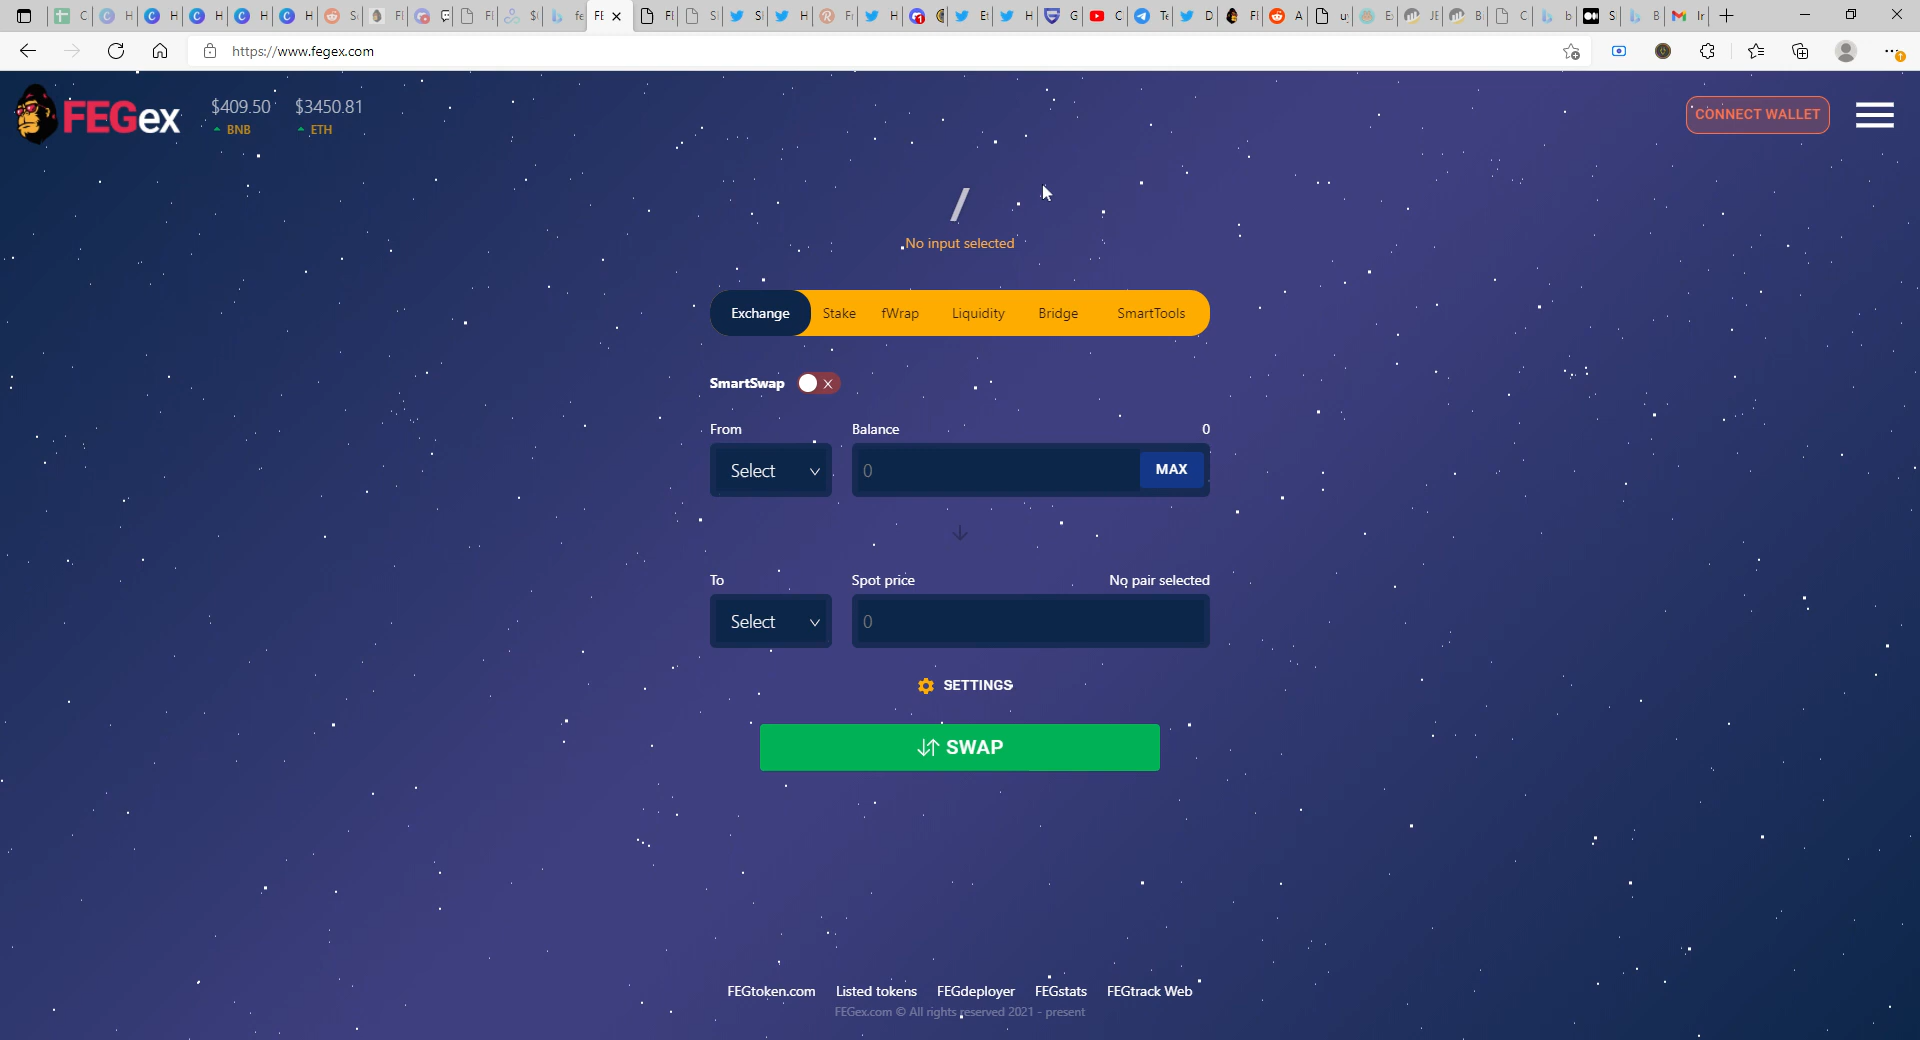 https://www.fegex.com
FEGex
$409.50 $3450.81
BNB ETH
CONNECT WALLET
/
No input selected
Exchange Stake fWrap Liquidity Bridge SmartTools
SmartSwap
From Balance 0
Select 0 MAX
To Spot price No pair selected
Select 0
SETTINGS
SWAP
FEGtoken.com Listed tokens FEGdeployer FEGstats FEGtrack Web
FEGex.com © All rights reserved 2021 - present